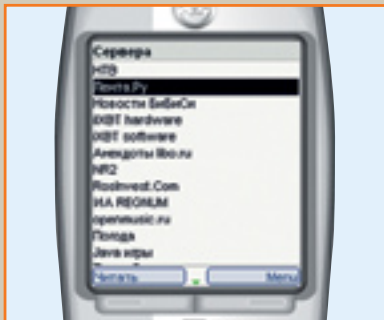 Сервера
НТВ
Лента.Ру
Новости БиБиСи
iXBT hardware
iXBT software
Анекдоты libo.ru
NR2
RosInvest.Com
ИА REGNUM
openmusic.ru
Погода
Java игры
Читать
Menu